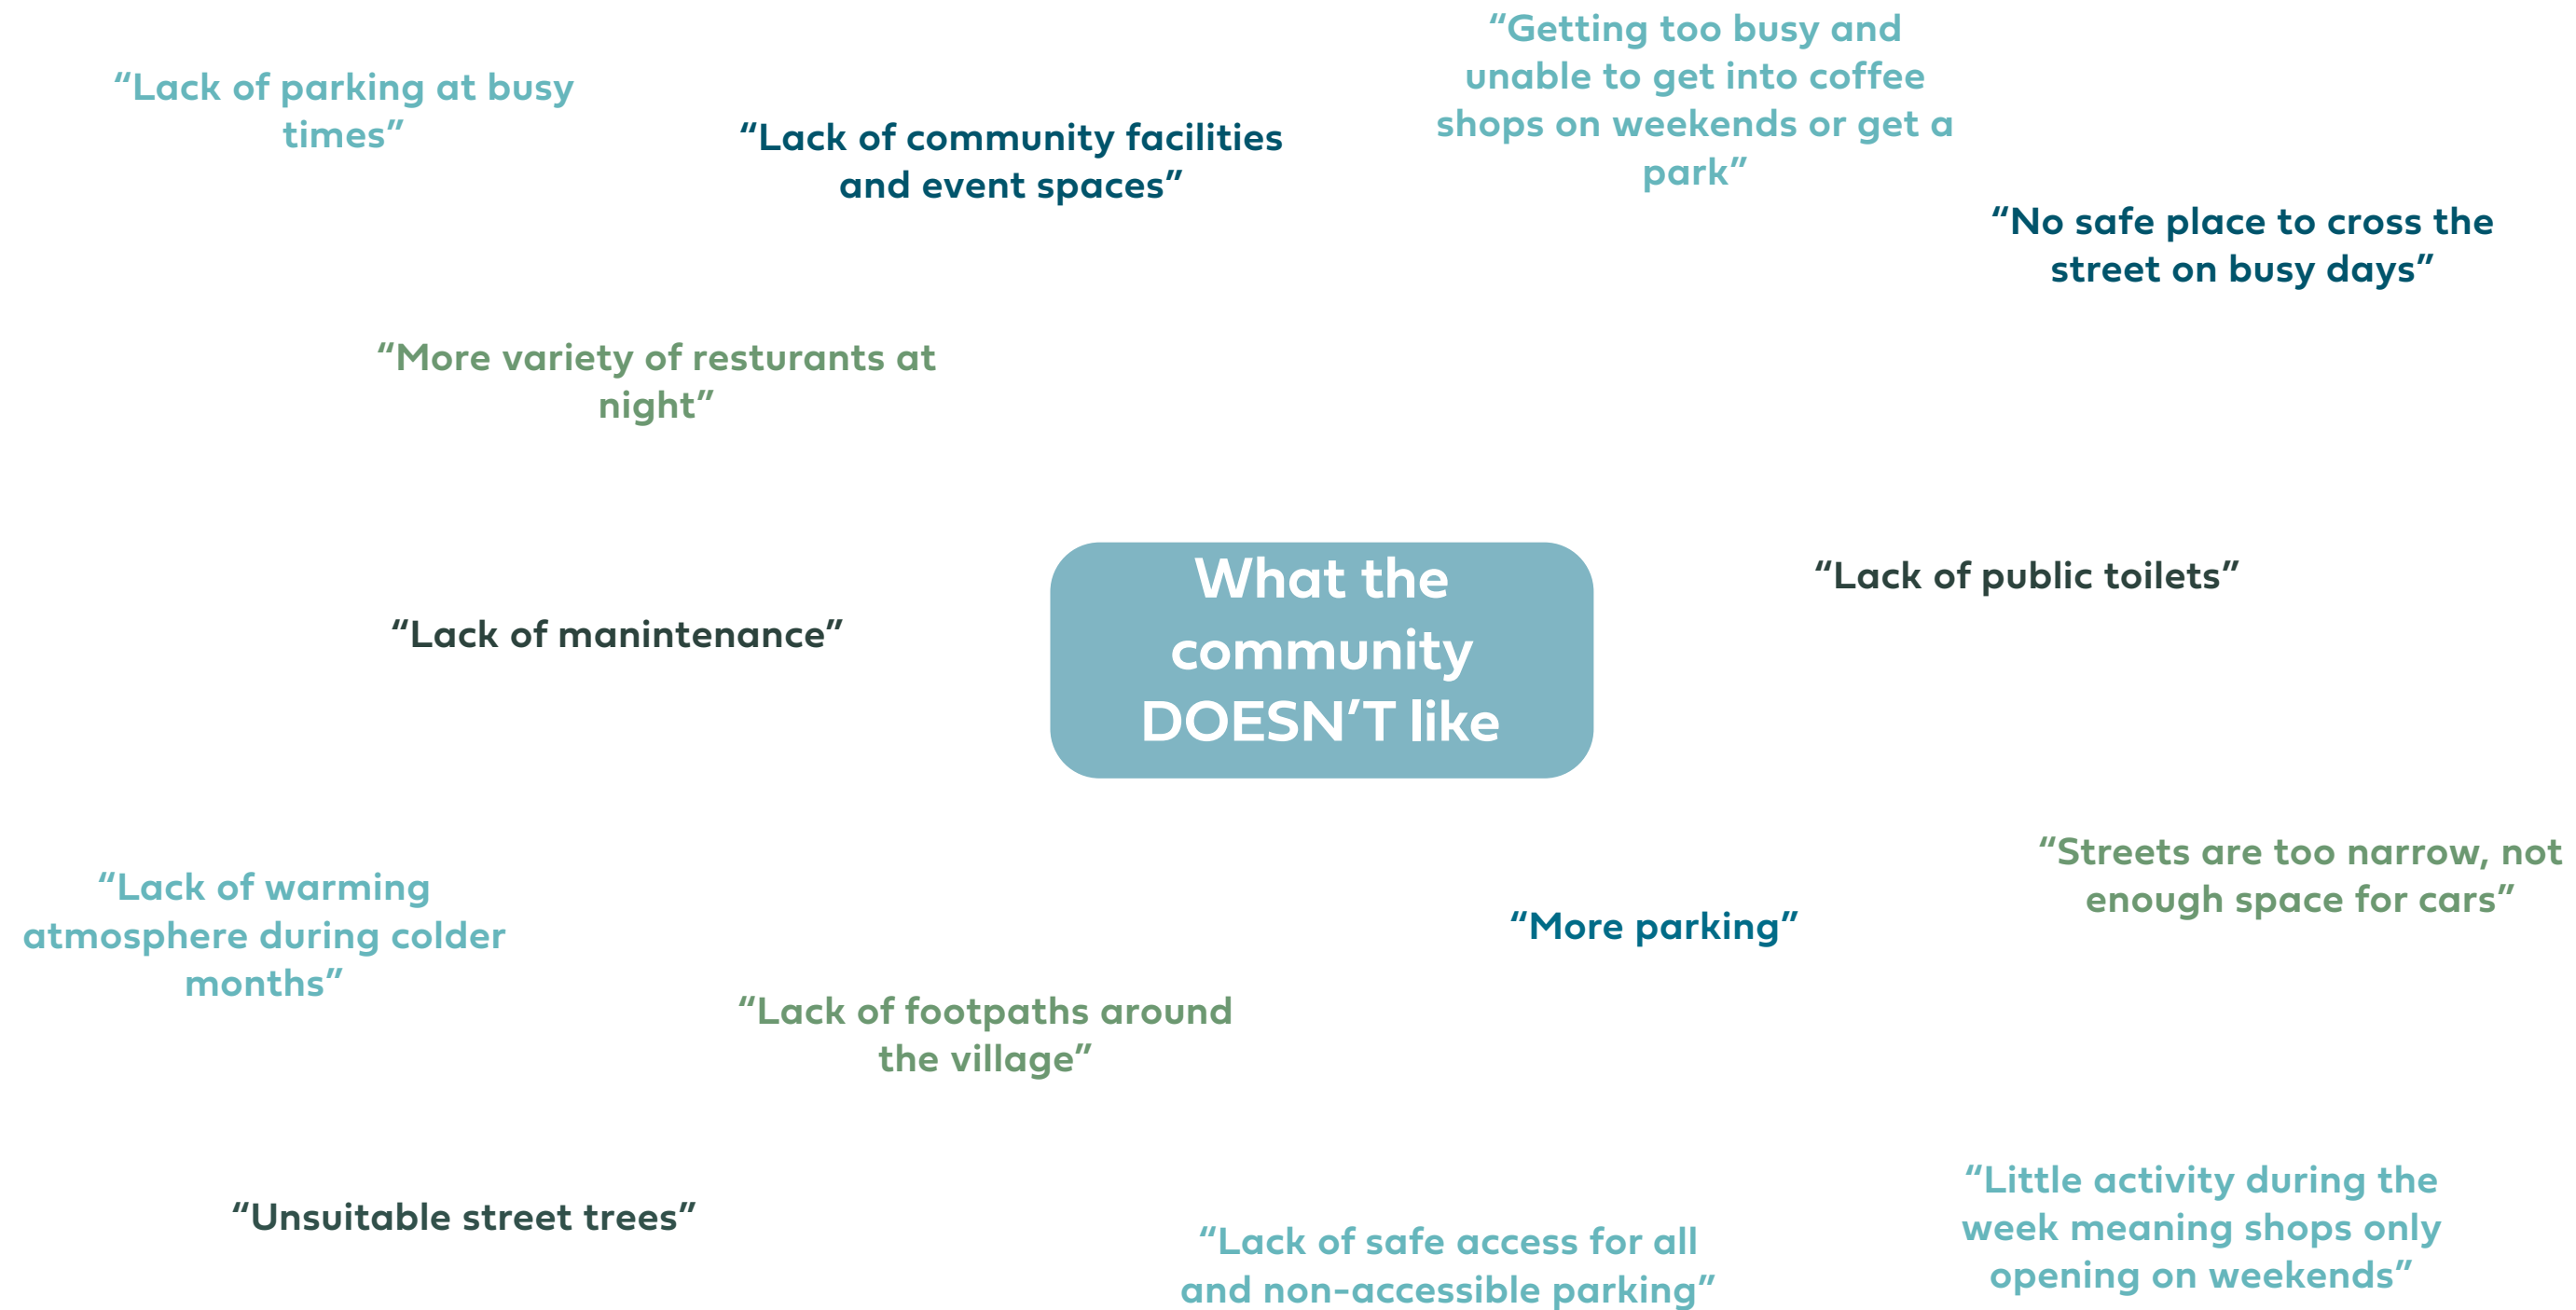 “Getting too busy and
unable to get into coffee
shops on weekends or get a
park”
“Lack of parking at busy
times”
“Lack of community facilities
and event spaces”
“No safe place to cross the
street on busy days”
“More variety of resturants at
night”
What the
community
DOESN’T like
“Lack of public toilets”
“Lack of manintenance”
“Streets are too narrow, not
enough space for cars”
“Lack of warming
atmosphere during colder
months”
“More parking”
“Lack of footpaths around
the village”
“Little activity during the
week meaning shops only
opening on weekends”
“Unsuitable street trees”
“Lack of safe access for all
and non-accessible parking”